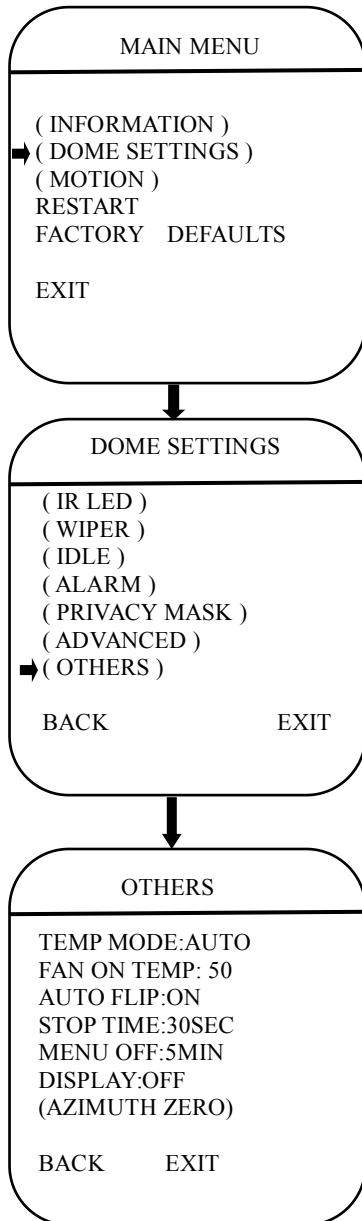 MAIN MENU
( INFORMATION )
( DOME SETTINGS )
( MOTION )
RESTART
FACTORY DEFAULTS
EXIT
DOME SETTINGS
( IR LED )
( WIPER )
( IDLE )
( ALARM )
( PRIVACY MASK )
( ADVANCED )
( OTHERS )
BACK EXIT
OTHERS
TEMP MODE:AUTO
FAN ON TEMP: 50
AUTO FLIP:ON
STOP TIME:30SEC
MENU OFF:5MIN
DISPLAY:OFF
(AZIMUTH ZERO)
BACK EXIT